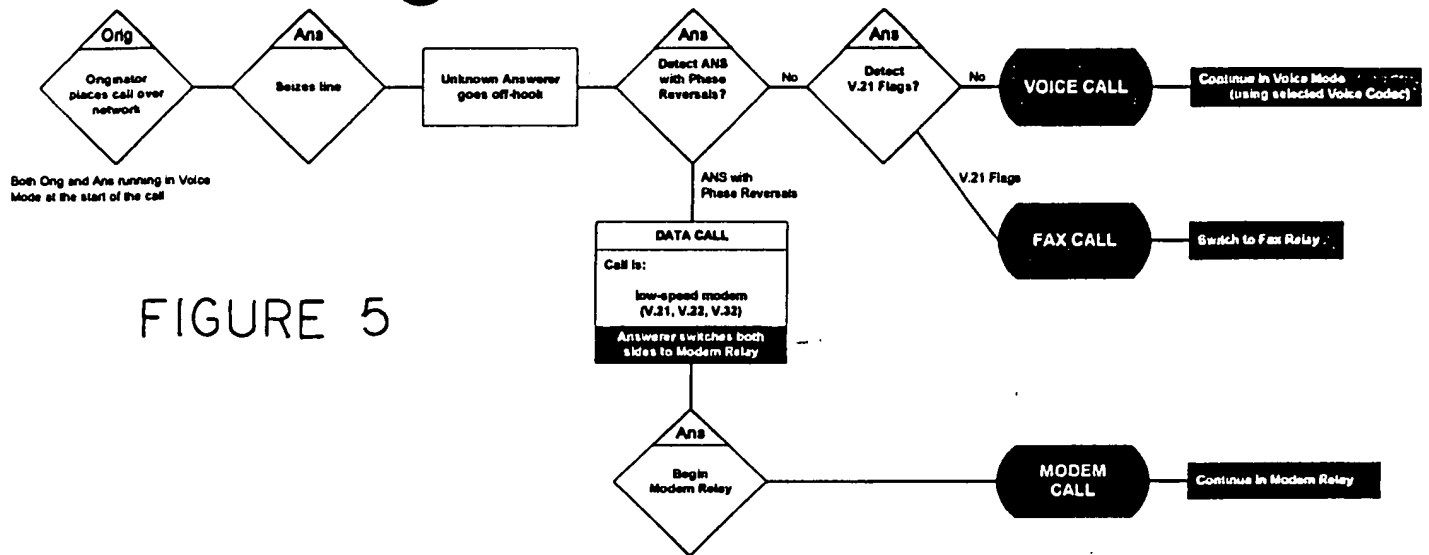 Orig
Originator
places call over
network
Ans
Seizes line
Unknown Answerer
goes off-hook
Ans
Detect ANS
with Phase
Reversals?
No
Ans
Detect
V.21 Flags?
No
VOICE CALL
Continue in Voice Mode
(using selected Voice Codec)
Both Orig and Ans running in Voice
Mode at the start of the call
ANS with
Phase Reversals
V.21 Flags
FAX CALL
Switch to Fax Relay
DATA CALL
Call is:
low-speed modem
(V.21, V.22, V.32)
Answerer switches both
sides to Modem Relay
FIGURE 5
Ans
Begin
Modem Relay
MODEM
CALL
Continue in Modem Relay